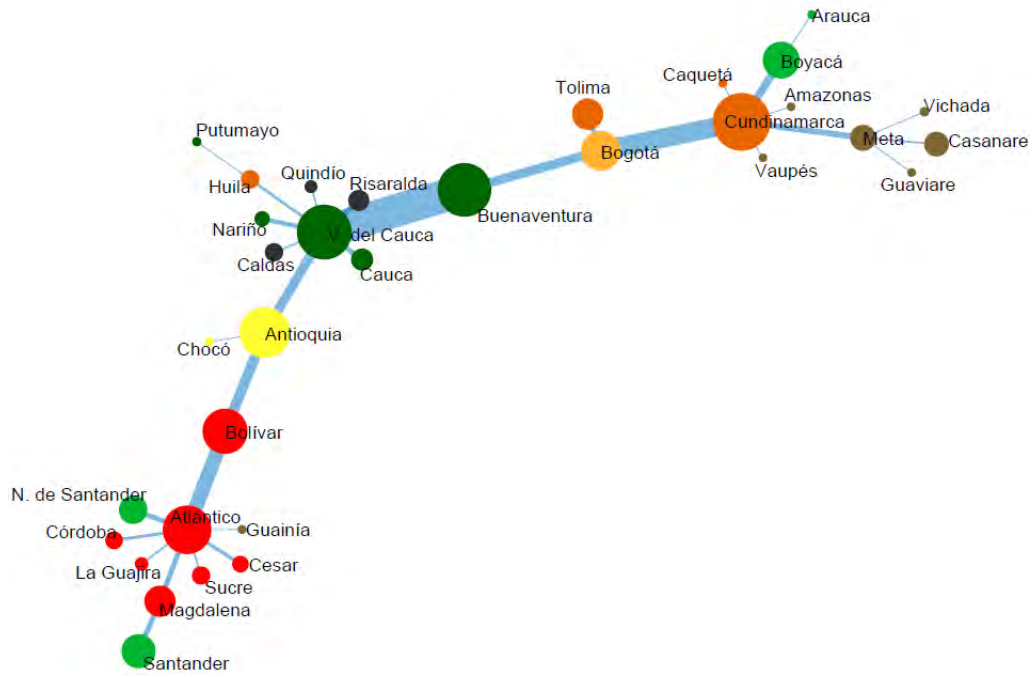 Arauca
Boyacá
Caquetá
Tolima
Amazonas
Vichada
Cundinamarca
Meta
Casanare
Putumayo
Bogotá
Vaupés
Quindío
Guaviare
Huila
Risaralda
Buenaventura
Nariño
V. del Cauca
Caldas
Cauca
Antioquia
Chocó
Bolívar
N. de Santander
Atlántico
Córdoba
Guainía
La Guajira
Cesar
Sucre
Magdalena
Santander